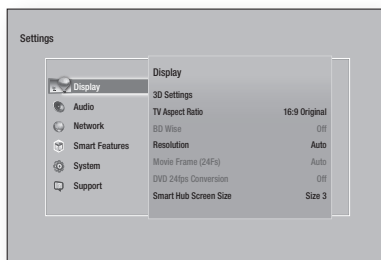 Settings
Display
Audio
Network
Smart Features
System
Support
Display
3D Settings
TV Aspect Ratio 16:9 Original
BD Wise Off
Resolution Auto
Movie Frame (24Fs) Auto
DVD 24fps Conversion Off
Smart Hub Screen Size Size 3